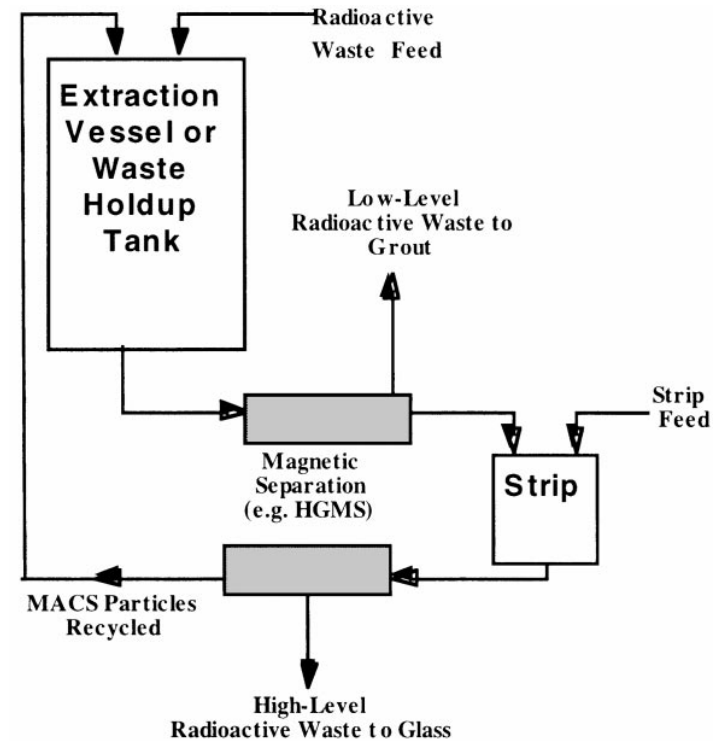 Radioactive
Waste Feed
Extraction
Vessel or
Waste
Holdup
Tank
Low-Level
Radioactive Waste to
Grout
Strip
Feed
Magnetic
Separation
(e.g. HGMS)
Strip
MACS Particles
Recycled
High-Level
Radioactive Waste to Glass